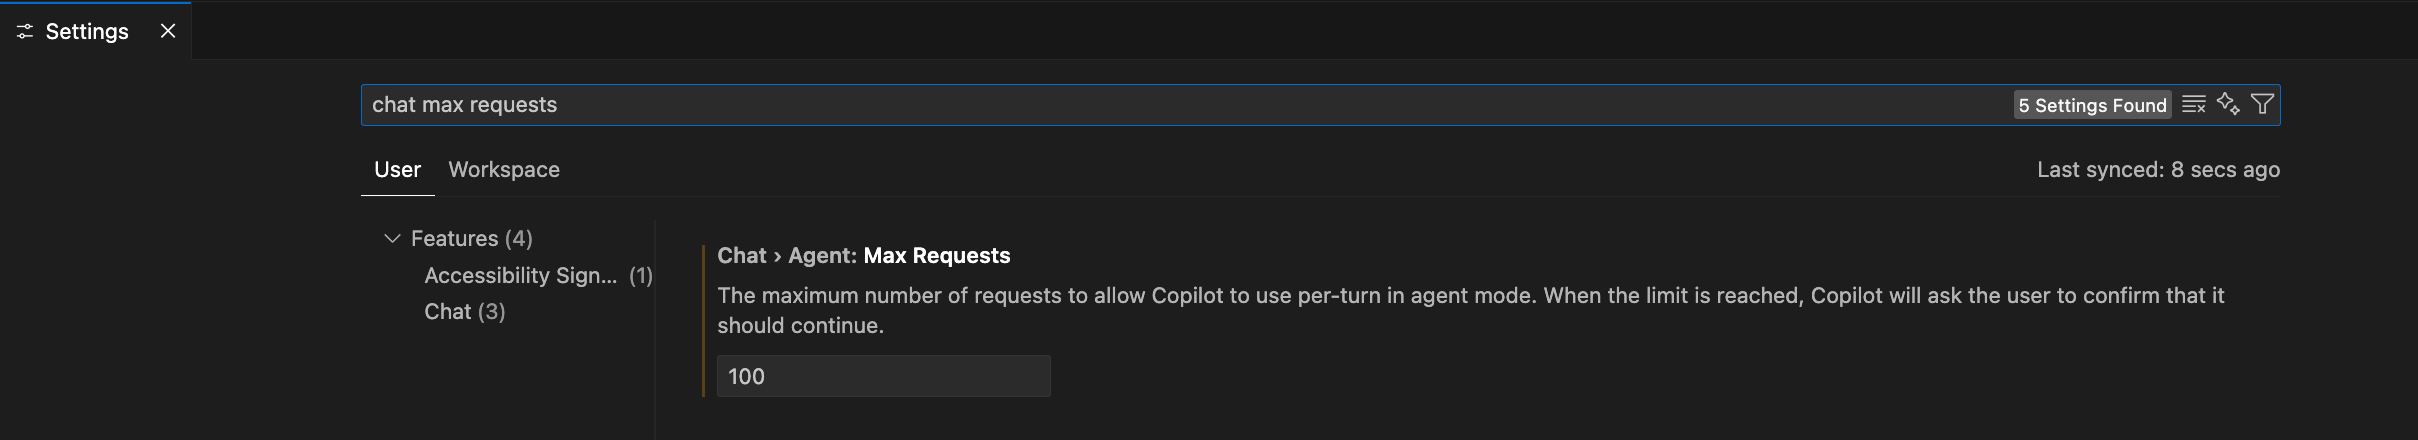 Settings
chat max requests
5 Settings Found
User Workspace
Last synced: 8 secs ago
Features (4)
Accessibility Sign... (1)
Chat (3)
Chat › Agent: Max Requests
The maximum number of requests to allow Copilot to use per-turn in agent mode. When the limit is reached, Copilot will ask the user to confirm that it
should continue.
100